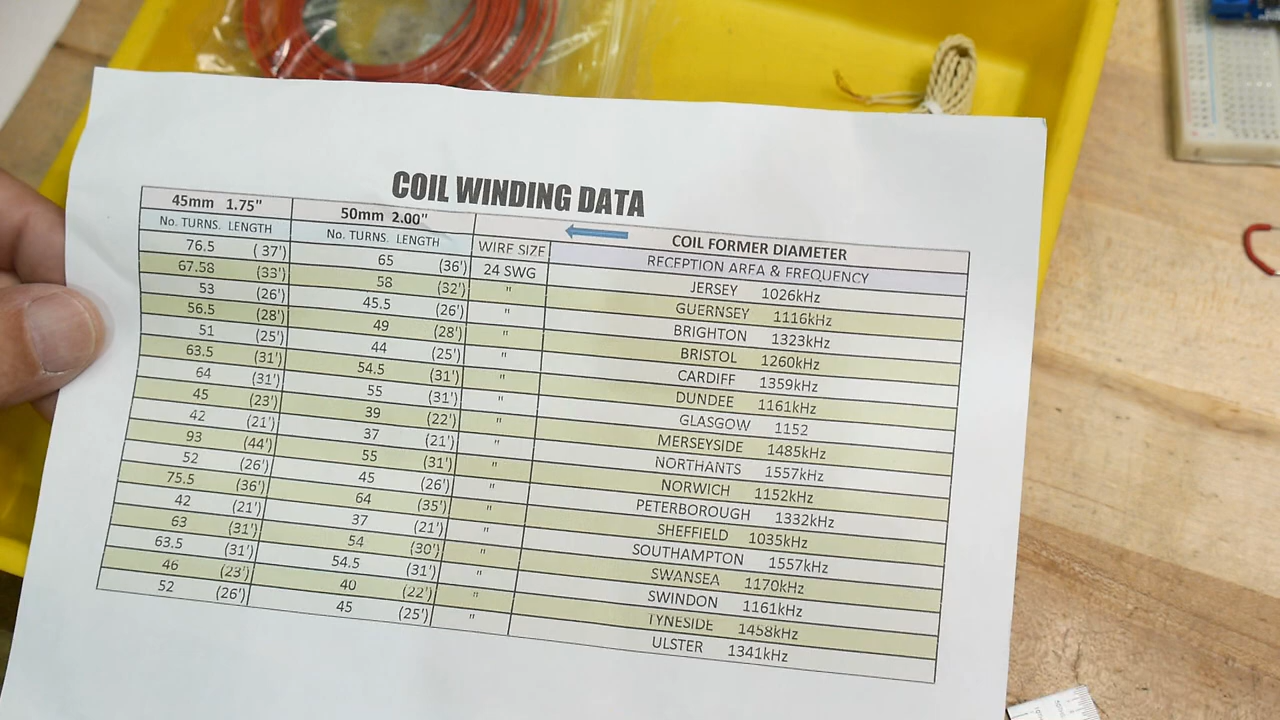 COIL WINDING DATA
45mm 1.75" 50mm 2.00" COIL FORMER DIAMETER
No. TURNS. LENGTH No. TURNS. LENGTH WIRE SIZE RECEPTION AREA & FREQUENCY
76.5 (37') 65 (36') 24 SWG JERSEY 1026kHz
67.58 (33') 58 (32') " GUERNSEY 1116kHz
53 (26') 45.5 (26') " BRIGHTON 1323kHz
56.5 (28') 49 (28') " BRISTOL 1260kHz
51 (25') 44 (25') " CARDIFF 1359kHz
63.5 (31') 54.5 (31') " DUNDEE 1161kHz
64 (31') 55 (31') " GLASGOW 1152
45 (23') 39 (22') " MERSEYSIDE 1485kHz
42 (21') 37 (21') " NORTHANTS 1557kHz
93 (44') 55 (31') " NORWICH 1152kHz
52 (26') 45 (26') " PETERBOROUGH 1332kHz
75.5 (36') 64 (35') " SHEFFIELD 1035kHz
42 (21') 37 (21') " SOUTHAMPTON 1557kHz
63 (31') 54 (30') " SWANSEA 1170kHz
63.5 (31') 54.5 (31') " SWINDON 1161kHz
46 (23') 40 (22') " TYNESIDE 1458kHz
52 (26') 45 (25') " ULSTER 1341kHz